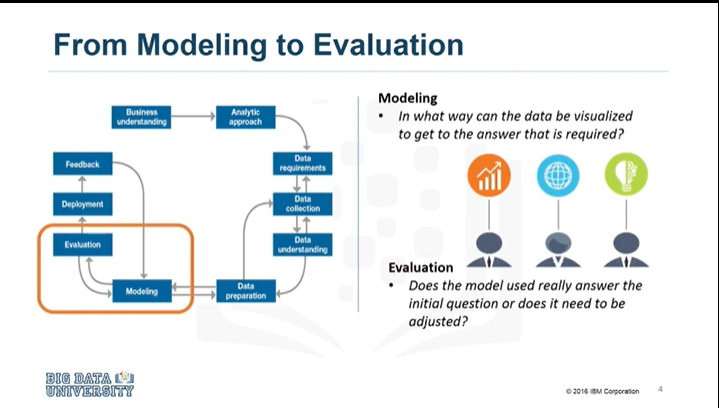 From Modeling to Evaluation
Business
understanding
Analytic
approach
Data
requirements
Data
collection
Data
understanding
Data
preparation
Modeling
Evaluation
Deployment
Feedback
Modeling
• In what way can the data be visualized
to get to the answer that is required?
Evaluation
• Does the model used really answer the
initial question or does it need to be
adjusted?
BIG DATA
UNIVERSITY
© 2016 IBM Corporation
4